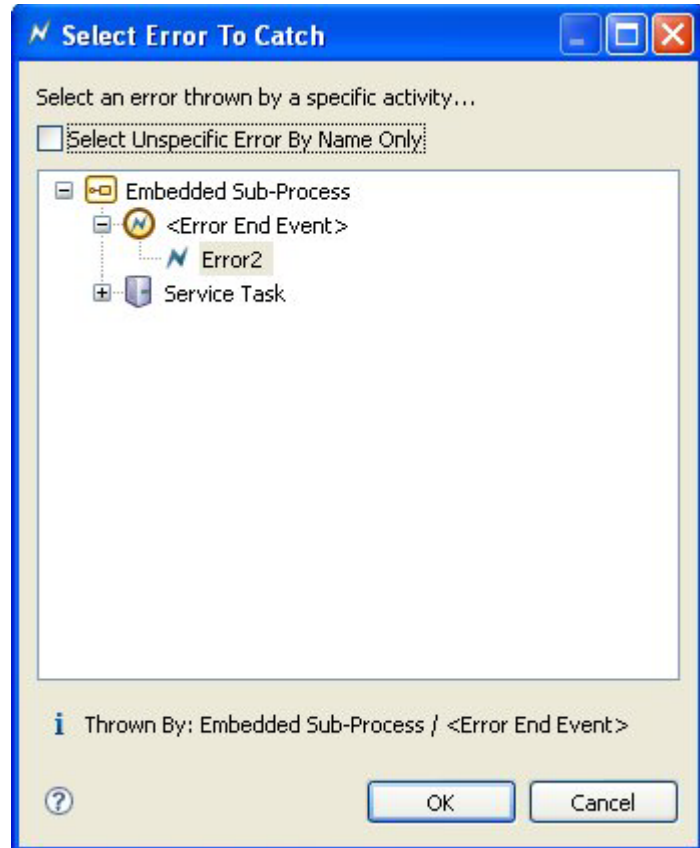 Select Error To Catch
Select an error thrown by a specific activity...
Select Unspecific Error By Name Only
Embedded Sub-Process
<Error End Event>
Error2
Service Task
i Thrown By: Embedded Sub-Process / <Error End Event>
? OK Cancel